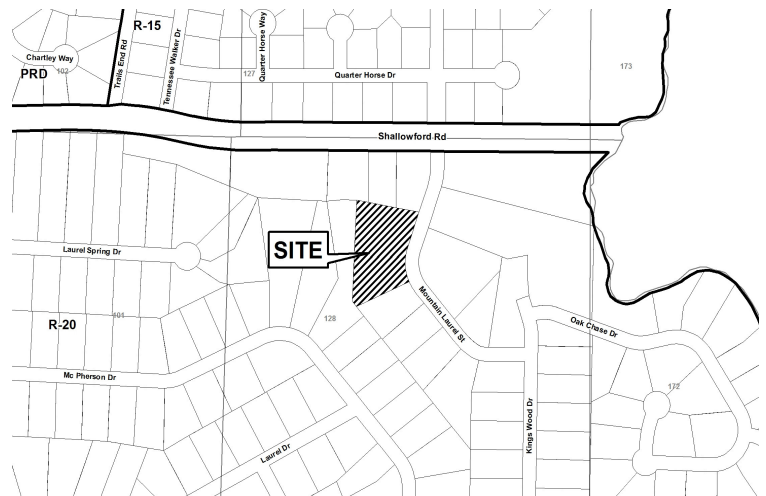 R-15
Chartley Way
PRD
102
Trails End Rd
Tennessee Walker Dr
Quarter Horse Way
127
Quarter Horse Dr
173
Shallowford Rd
SITE
Laurel Spring Dr
R-20
101
128
Mountain Laurel St
Oak Chase Dr
Mc Pherson Dr
172
Kings Wood Dr
Laurel Dr